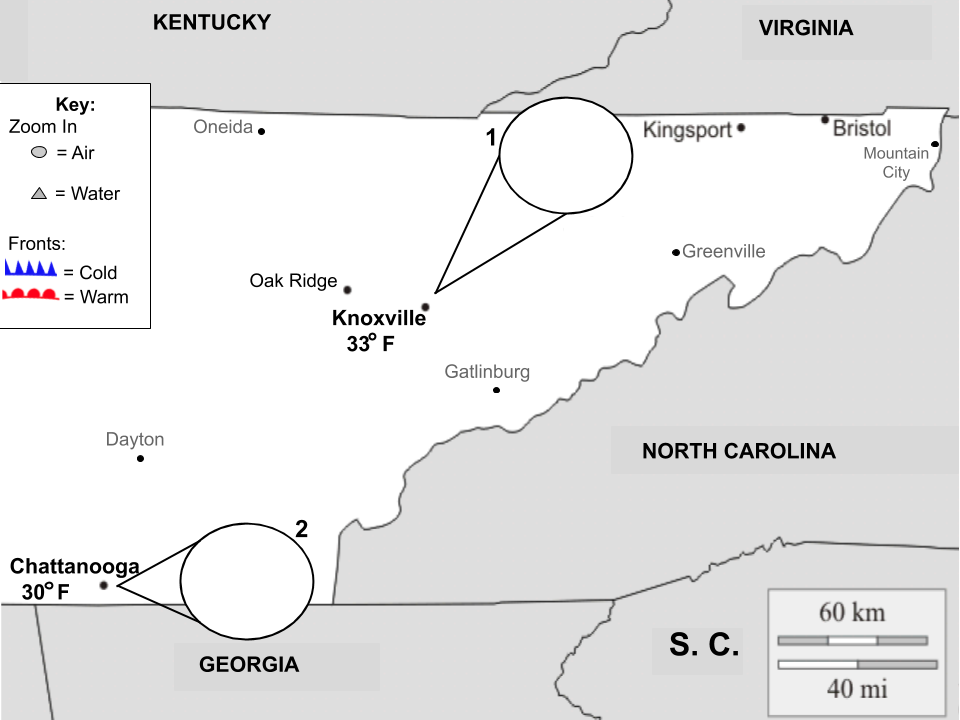 KENTUCKY
VIRGINIA
Key:
Zoom In
= Air
= Water
Fronts:
= Cold
= Warm
Oneida
1
Kingsport
Bristol
Mountain
City
Greenville
Oak Ridge
Knoxville
33° F
Gatlinburg
Dayton
NORTH CAROLINA
2
Chattanooga
30° F
GEORGIA
S. C.
60 km
40 mi